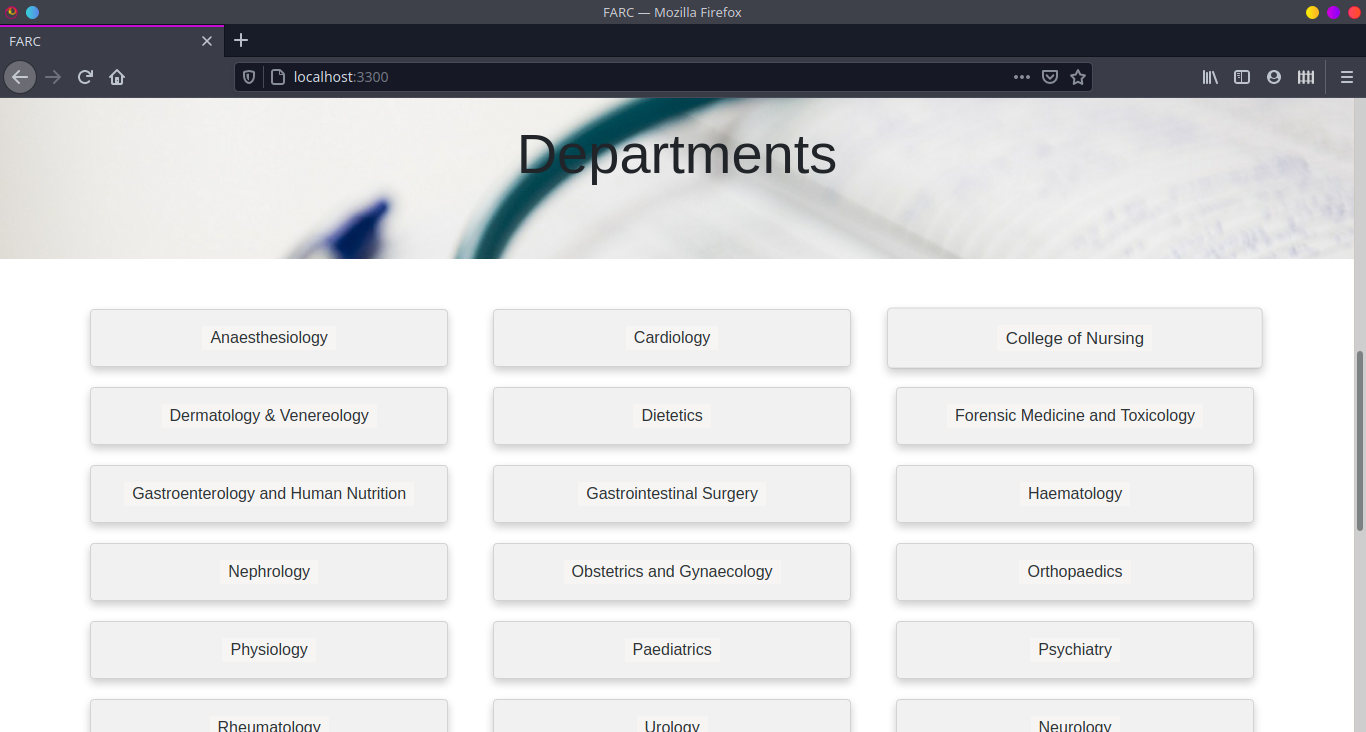 FARC — Mozilla Firefox
FARC
localhost:3300
Departments
Anaesthesiology
Cardiology
College of Nursing
Dermatology & Venereology
Dietetics
Forensic Medicine and Toxicology
Gastroenterology and Human Nutrition
Gastrointestinal Surgery
Haematology
Nephrology
Obstetrics and Gynaecology
Orthopaedics
Physiology
Paediatrics
Psychiatry
Rheumatology
Urology
Neurology